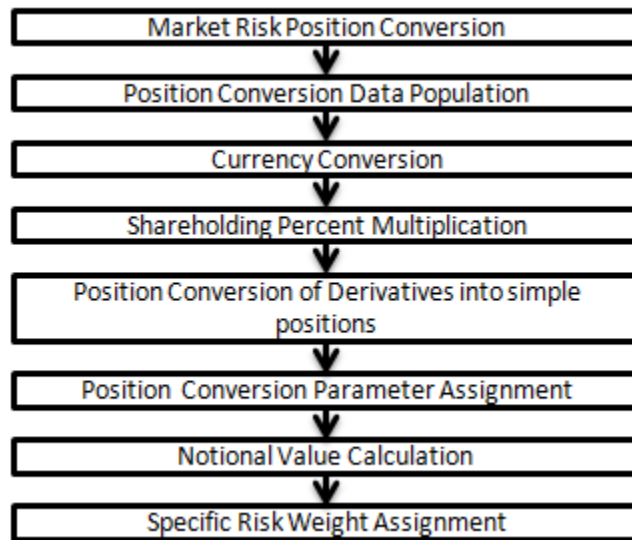 Market Risk Position Conversion
Position Conversion Data Population
Currency Conversion
Shareholding Percent Multiplication
Position Conversion of Derivatives into simple
positions
Position Conversion Parameter Assignment
Notional Value Calculation
Specific Risk Weight Assignment